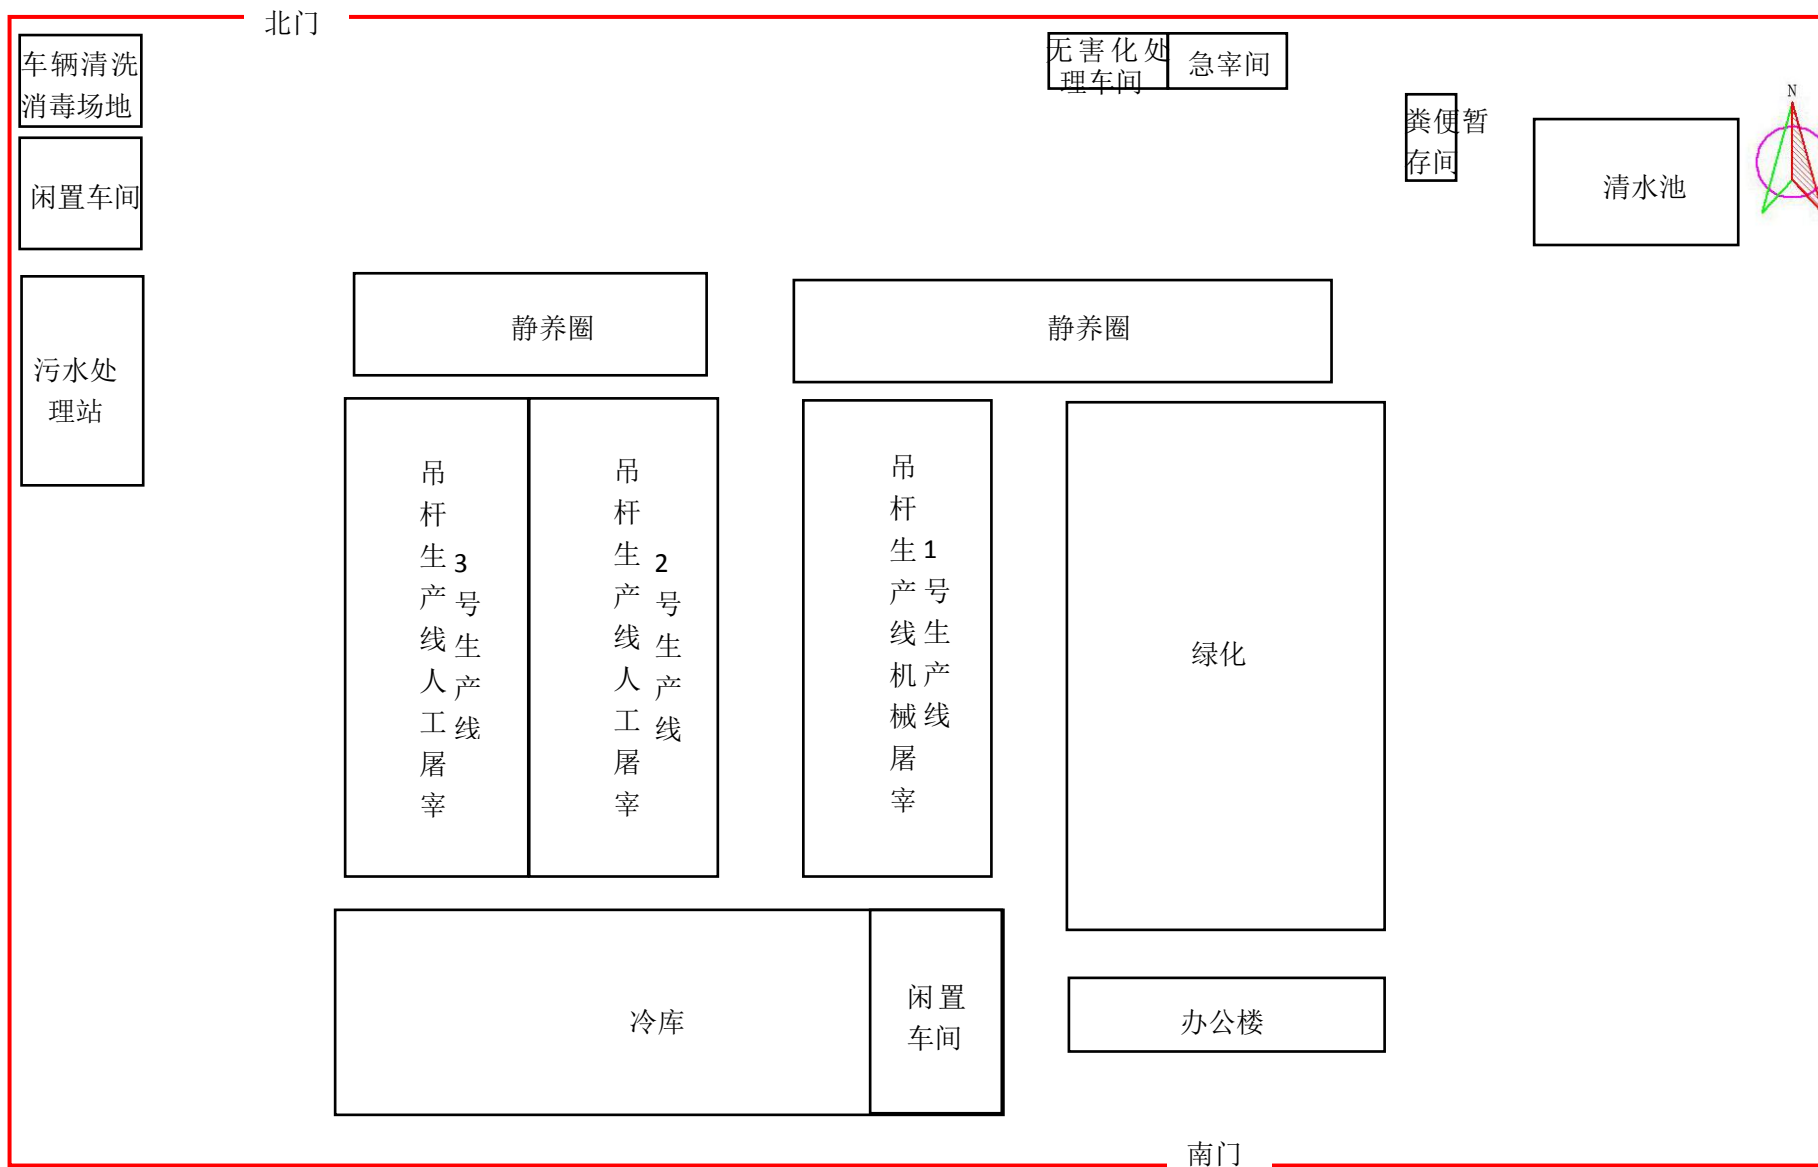 北门
车辆清洗
消毒场地
无害化处
理车间
急宰间
粪便暂
存间
N
清水池
闲置车间
静养圈
静养圈
污水处
理站
吊杆生产线人工屠宰
3号生产线
吊杆生产线人工屠宰
2号生产线
吊杆生产线机械屠宰
1号生产线
绿化
冷库
闲置
车间
办公楼
南门